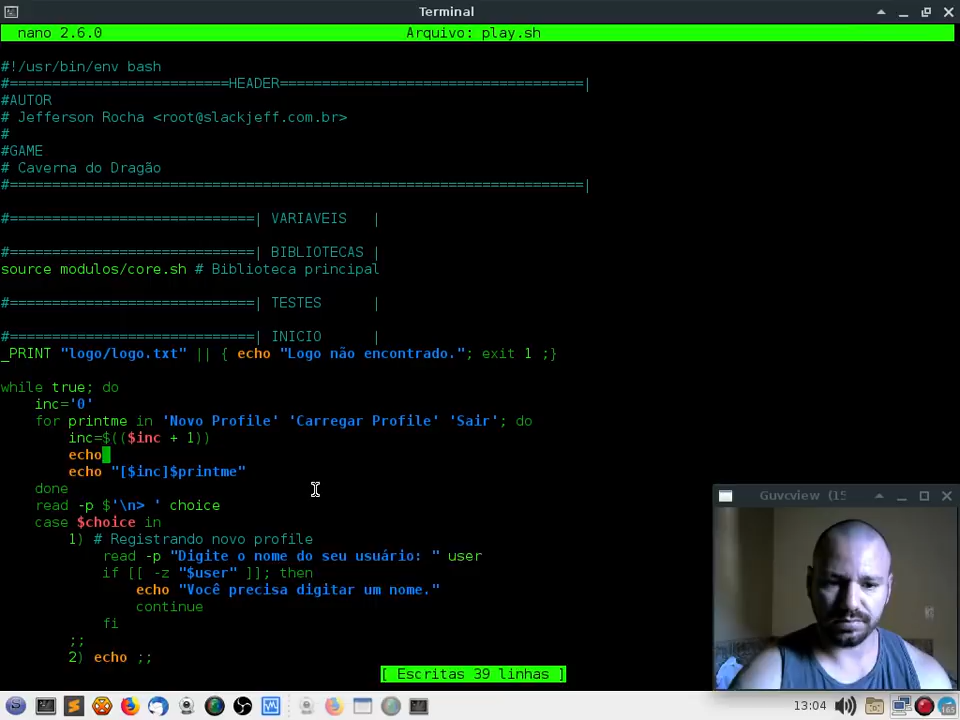 Terminal
nano 2.6.0 Arquivo: play.sh
#!/usr/bin/env bash
#==========================HEADER====================================|
#AUTOR
# Jefferson Rocha <root@slackjeff.com.br>
#
#GAME
# Caverna do Dragão
#====================================================================|
#=============================| VARIAVEIS   |
#=============================| BIBLIOTECAS |
source modulos/core.sh # Biblioteca principal
#=============================| TESTES      |
#=============================| INICIO      |
_PRINT "logo/logo.txt" || { echo "Logo não encontrado."; exit 1 ;}
while true; do
    inc='0'
    for printme in 'Novo Profile' 'Carregar Profile' 'Sair'; do
        inc=$(($inc + 1))
        echo
        echo "[$inc]$printme"
    done
    read -p $'\n> ' choice
    case $choice in
        1) # Registrando novo profile
            read -p "Digite o nome do seu usuário: " user
            if [[ -z "$user" ]]; then
                echo "Você precisa digitar um nome."
                continue
            fi
        ;;
        2) echo ;;
[ Escritas 39 linhas ]
Guvcview (15
13:04
165